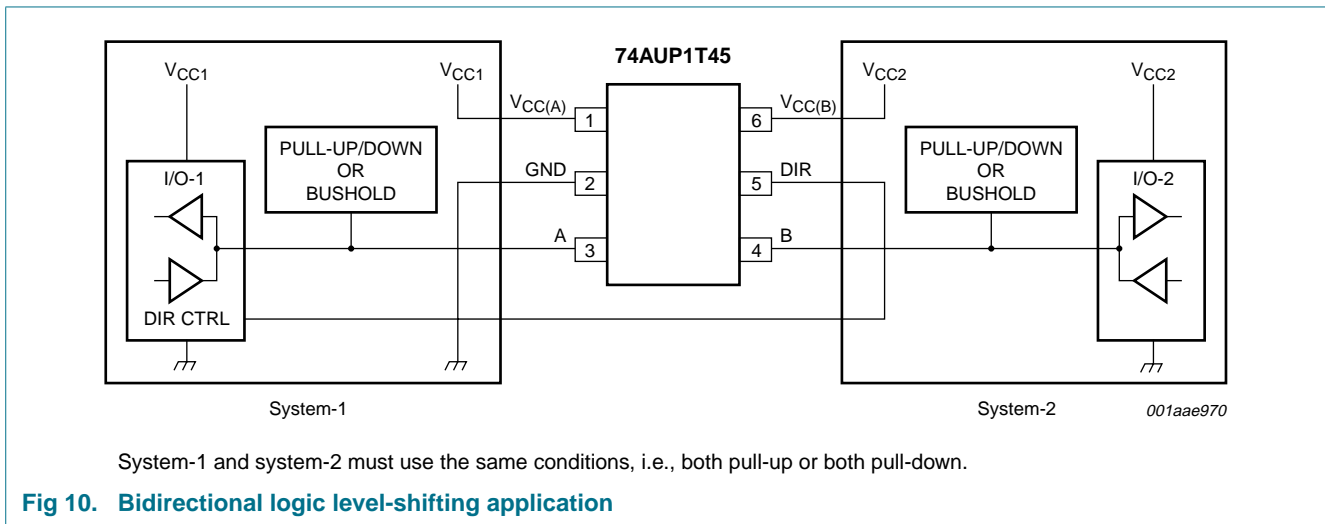 74AUP1T45
VCC1
VCC1
VCC2
VCC2
VCC(A)
1
6
VCC(B)
PULL-UP/DOWN
OR
BUSHOLD
PULL-UP/DOWN
OR
BUSHOLD
I/O-1
GND
2
5
DIR
I/O-2
A
3
4
B
DIR CTRL
System-1
System-2
001aae970
System-1 and system-2 must use the same conditions, i.e., both pull-up or both pull-down.
Fig 10. Bidirectional logic level-shifting application